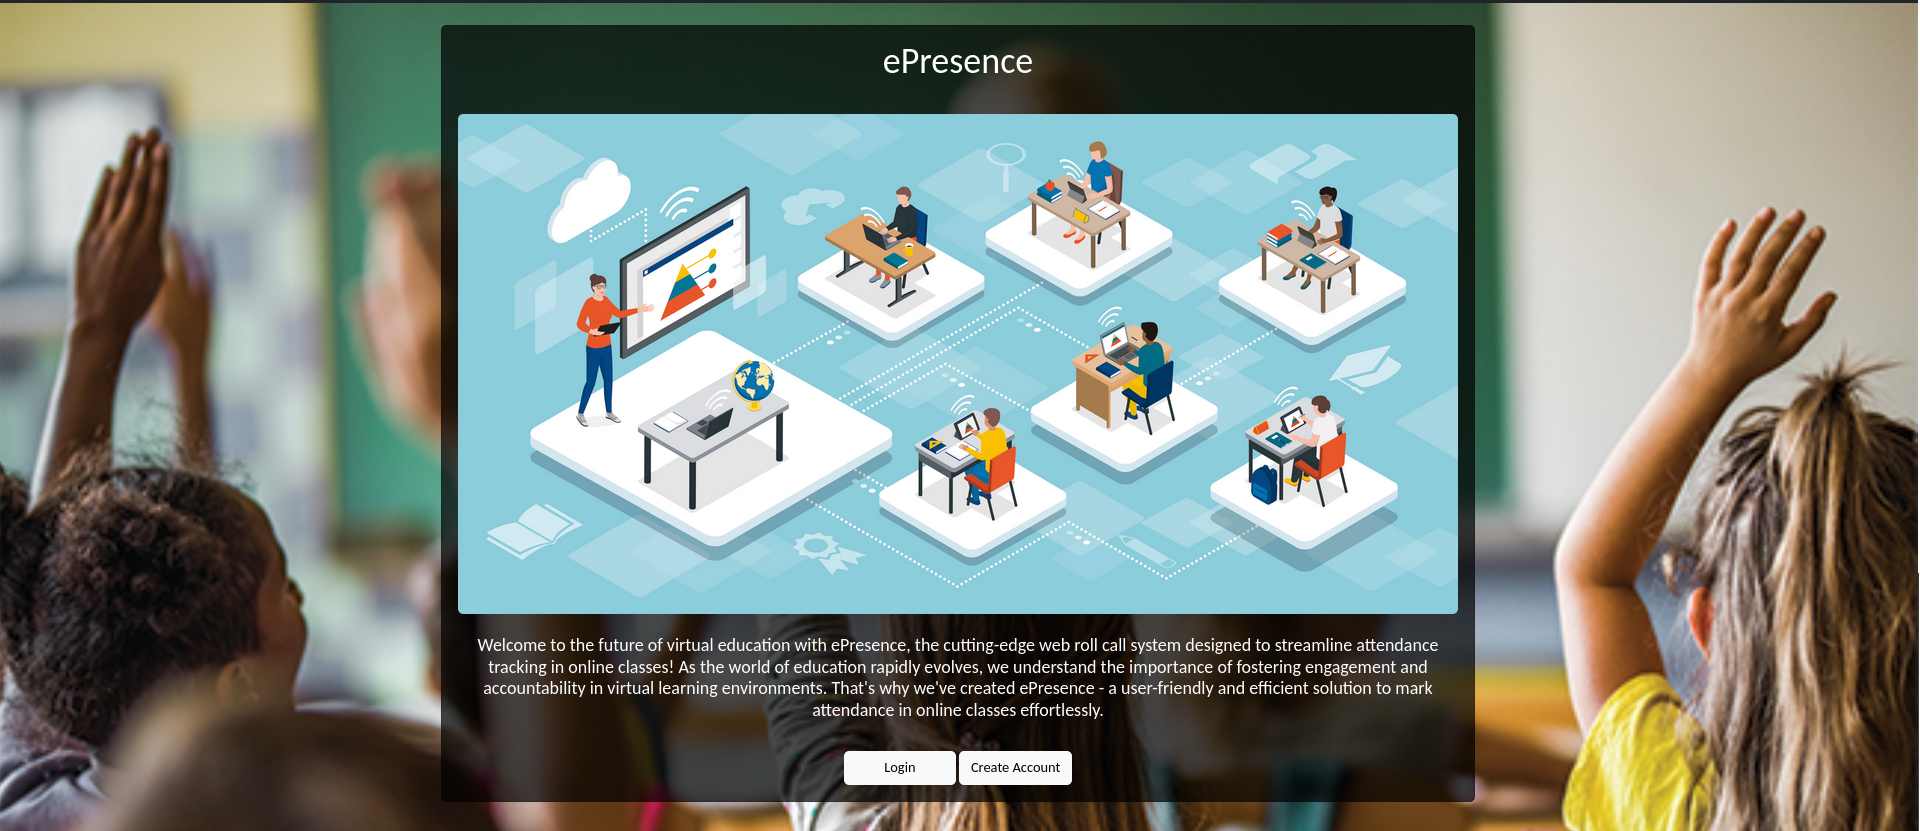 ePresence
Welcome to the future of virtual education with ePresence, the cutting-edge web roll call system designed to streamline attendance
tracking in online classes! As the world of education rapidly evolves, we understand the importance of fostering engagement and
accountability in virtual learning environments. That's why we've created ePresence - a user-friendly and efficient solution to mark
attendance in online classes effortlessly.
Login
Create Account